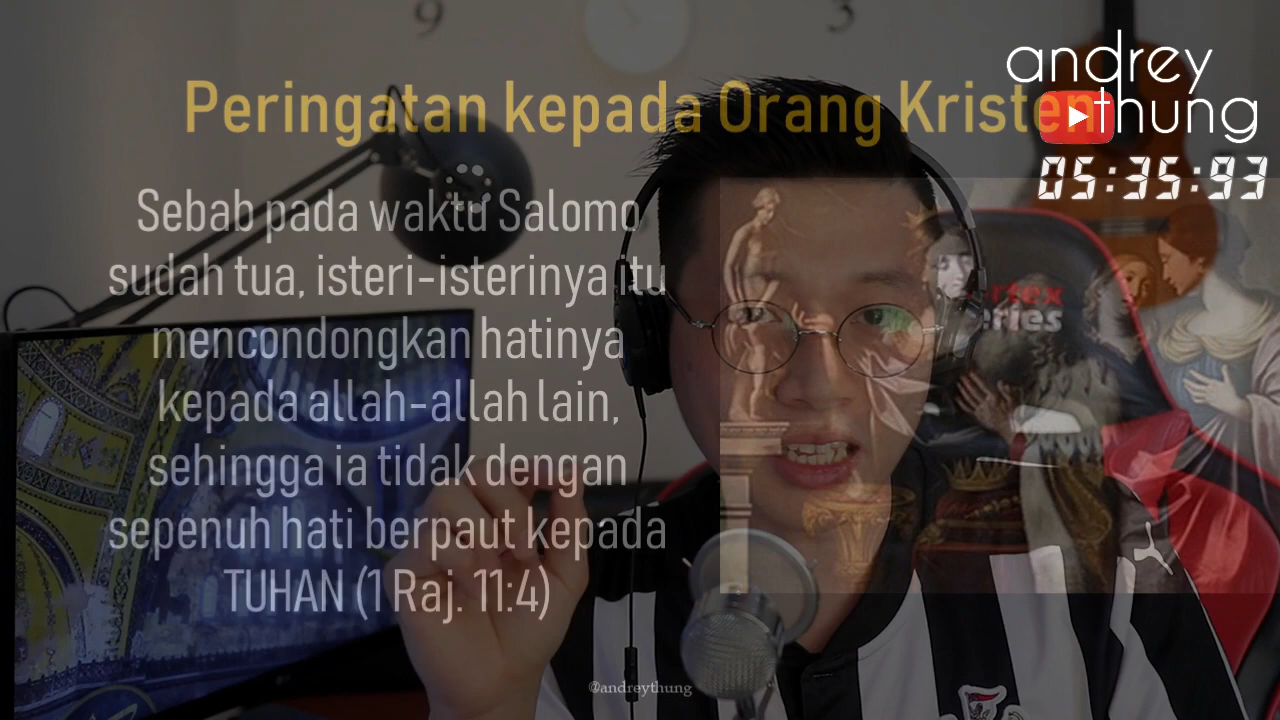 9
3
andrey
thung
05:35:93
Peringatan kepada Orang Kristen
Sebab pada waktu Salomo
sudah tua, isteri-isterinya itu
mencondongkan hatinya
kepada allah-allah lain,
sehingga ia tidak dengan
sepenuh hati berpaut kepada
TUHAN (1 Raj. 11:4)
@andreythung